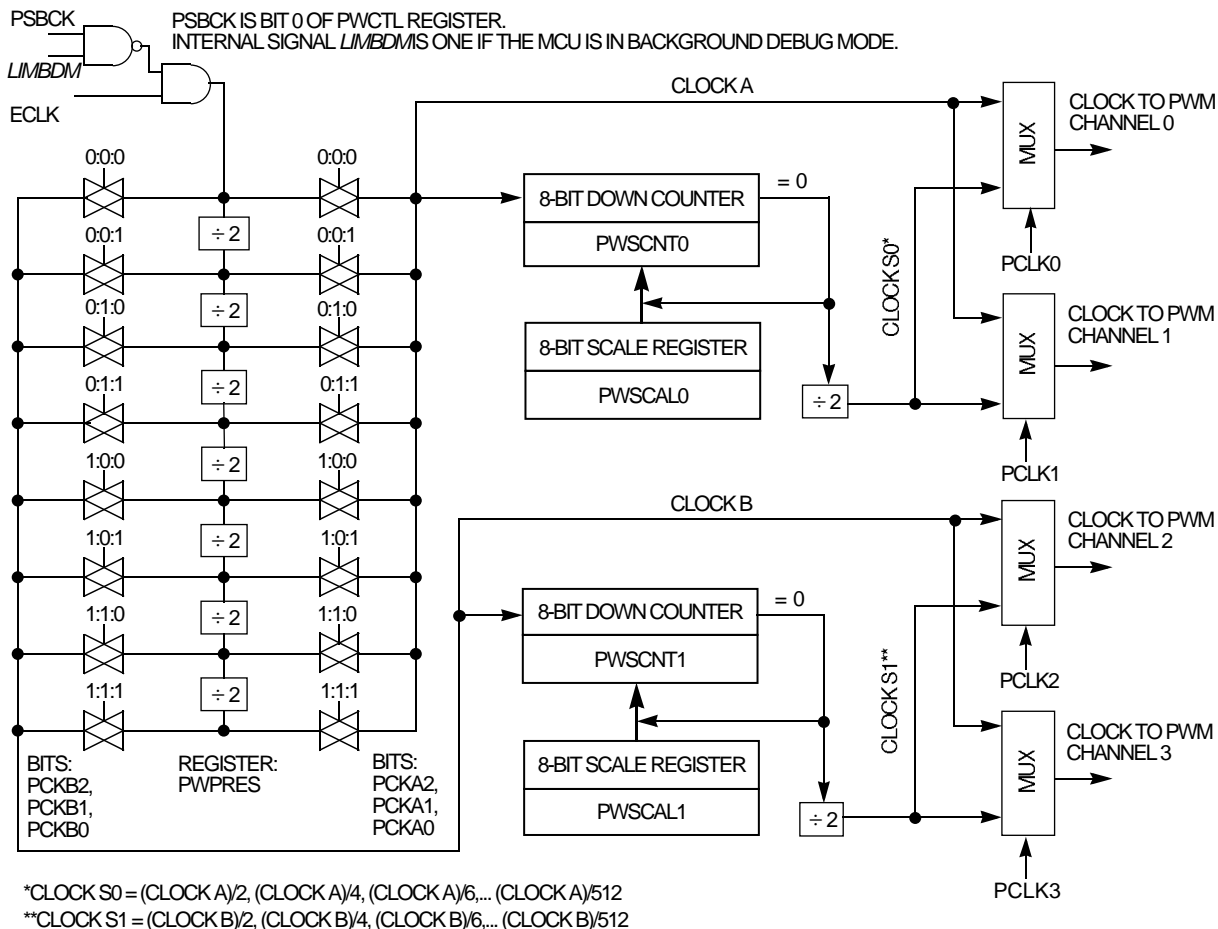 PSBCK
PSBCK IS BIT 0 OF PWCTL REGISTER.
INTERNAL SIGNAL LIMBDM IS ONE IF THE MCU IS IN BACKGROUND DEBUG MODE.
LIMBDM
ECLK
CLOCK A
CLOCK TO PWM
CHANNEL 0
MUX
PCLK0
0:0:0
0:0:0
8-BIT DOWN COUNTER
= 0
PWSCNT0
÷ 2
0:0:1
0:0:1
÷ 2
0:1:0
0:1:0
÷ 2
0:1:1
0:1:1
÷ 2
1:0:0
1:0:0
÷ 2
1:0:1
1:0:1
÷ 2
1:1:0
1:1:0
÷ 2
1:1:1
1:1:1
8-BIT SCALE REGISTER
PWSCAL0
÷ 2
CLOCK S0*
CLOCK TO PWM
CHANNEL 1
MUX
PCLK1
CLOCK B
CLOCK TO PWM
CHANNEL 2
MUX
PCLK2
8-BIT DOWN COUNTER
= 0
PWSCNT1
8-BIT SCALE REGISTER
PWSCAL1
÷ 2
CLOCK S1**
CLOCK TO PWM
CHANNEL 3
MUX
PCLK3
BITS:
PCKB2,
PCKB1,
PCKB0
REGISTER:
PWPRES
BITS:
PCKA2,
PCKA1,
PCKA0
*CLOCK S0 = (CLOCK A)/2, (CLOCK A)/4, (CLOCK A)/6,... (CLOCK A)/512
**CLOCK S1 = (CLOCK B)/2, (CLOCK B)/4, (CLOCK B)/6,... (CLOCK B)/512